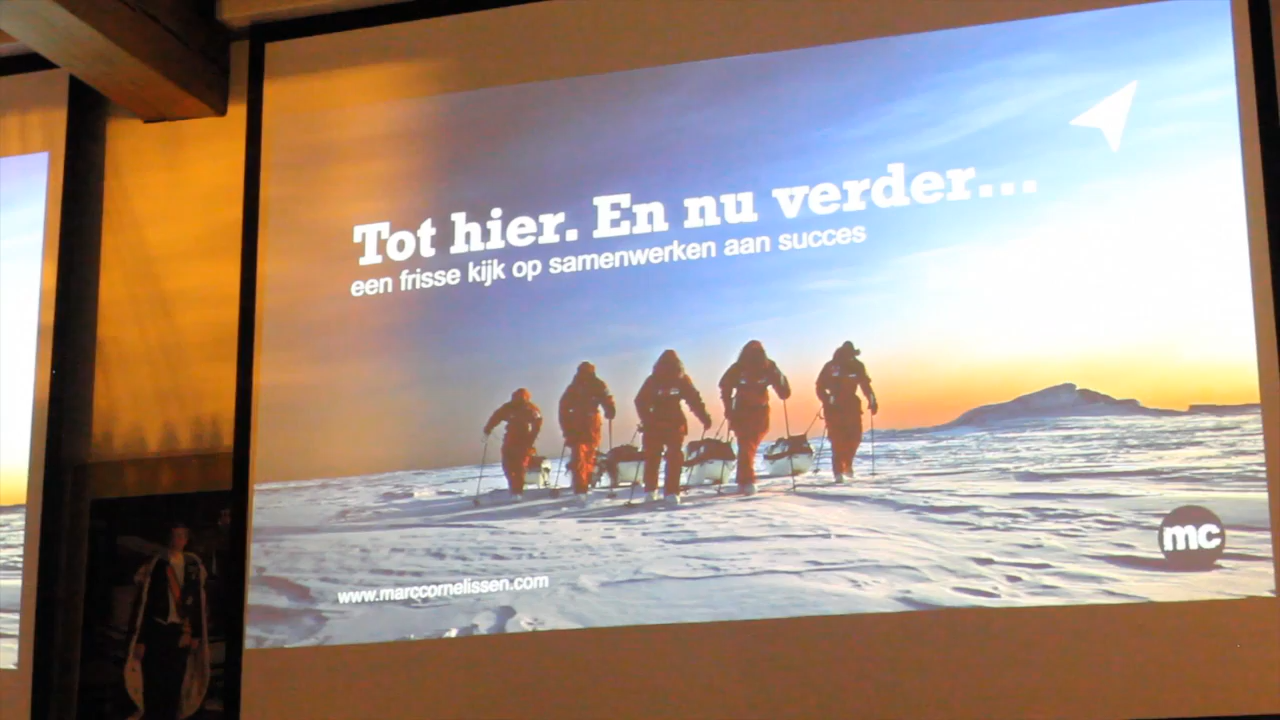 Tot hier. En nu verder...
een frisse kijk op samenwerken aan succes
mc
www.marccornelissen.com